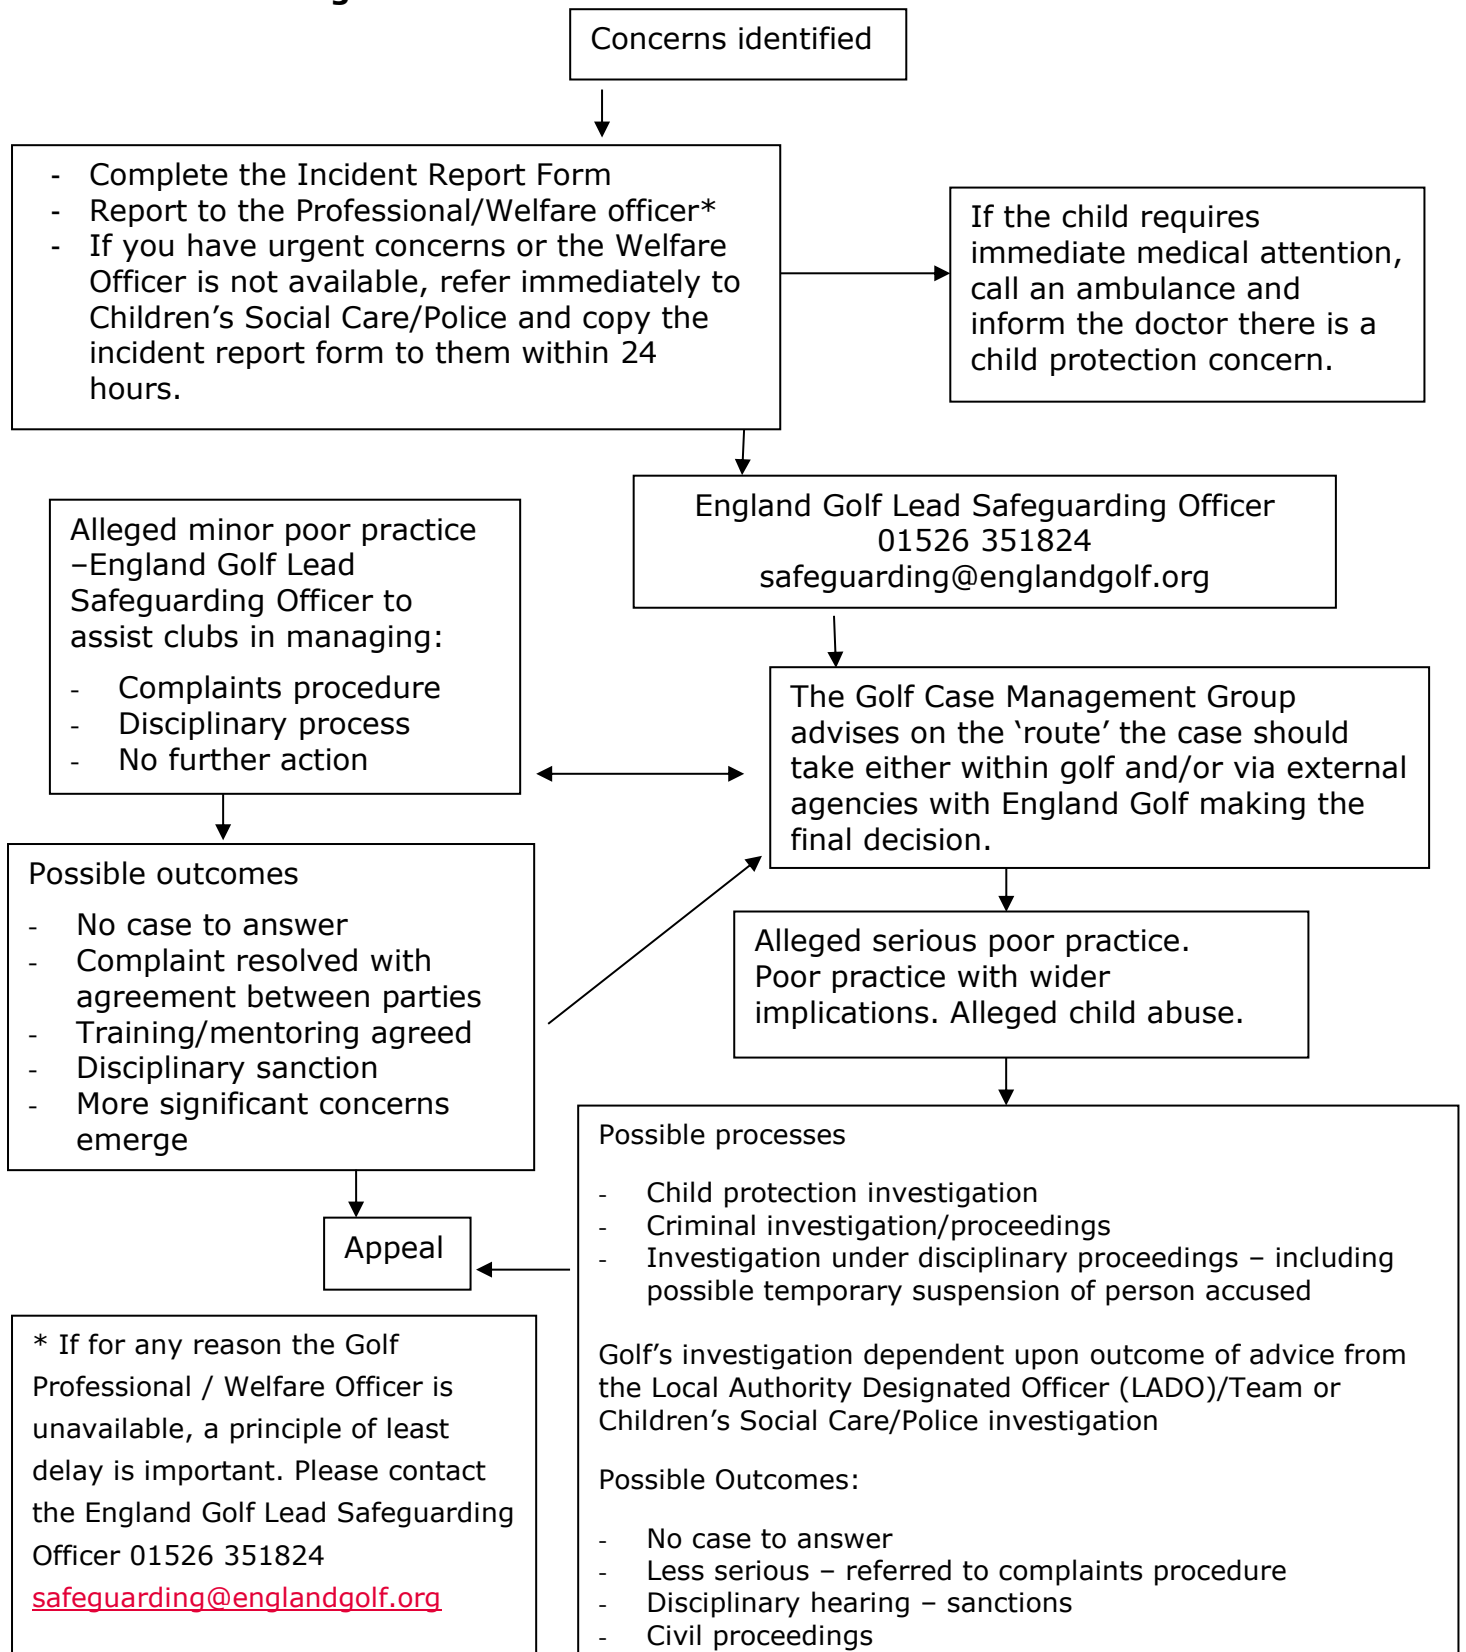 Concerns identified
- Complete the Incident Report Form
- Report to the Professional/Welfare officer*
- If you have urgent concerns or the Welfare
Officer is not available, refer immediately to
Children’s Social Care/Police and copy the
incident report form to them within 24
hours.
If the child requires
immediate medical attention,
call an ambulance and
inform the doctor there is a
child protection concern.
England Golf Lead Safeguarding Officer
01526 351824
safeguarding@englandgolf.org
Alleged minor poor practice
–England Golf Lead
Safeguarding Officer to
assist clubs in managing:
- Complaints procedure
- Disciplinary process
- No further action
The Golf Case Management Group
advises on the ‘route’ the case should
take either within golf and/or via external
agencies with England Golf making the
final decision.
Possible outcomes
- No case to answer
- Complaint resolved with
agreement between parties
- Training/mentoring agreed
- Disciplinary sanction
- More significant concerns
emerge
Alleged serious poor practice.
Poor practice with wider
implications. Alleged child abuse.
Appeal
Possible processes
- Child protection investigation
- Criminal investigation/proceedings
- Investigation under disciplinary proceedings – including
possible temporary suspension of person accused
Golf’s investigation dependent upon outcome of advice from
the Local Authority Designated Officer (LADO)/Team or
Children’s Social Care/Police investigation
Possible Outcomes:
- No case to answer
- Less serious – referred to complaints procedure
- Disciplinary hearing – sanctions
- Civil proceedings
* If for any reason the Golf
Professional / Welfare Officer is
unavailable, a principle of least
delay is important. Please contact
the England Golf Lead Safeguarding
Officer 01526 351824
safeguarding@englandgolf.org